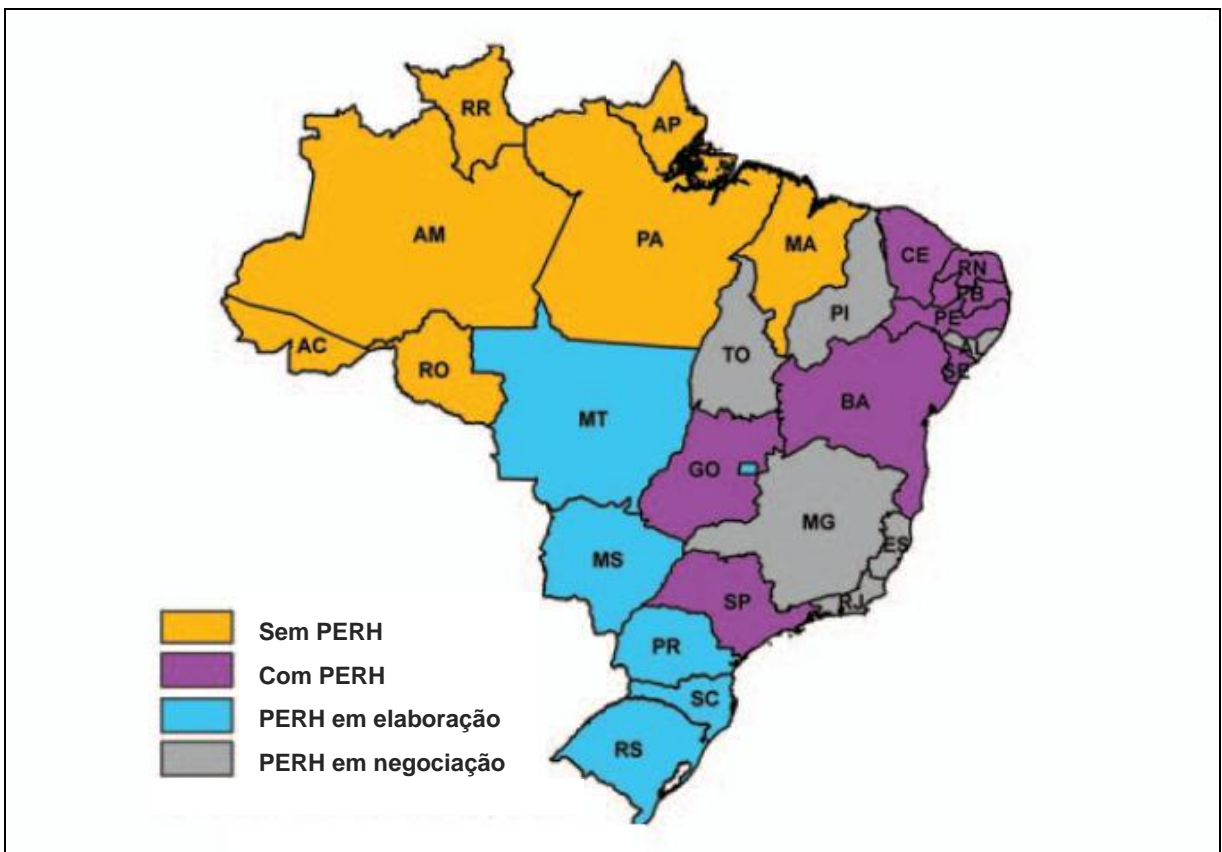 RR
AP
AM
PA
MA
CE
RN
PB
PE
PI
AL
SE
AC
RO
TO
BA
MT
GO
MG
ES
MS
SP
RJ
PR
SC
RS
Sem PERH
Com PERH
PERH em elaboração
PERH em negociação